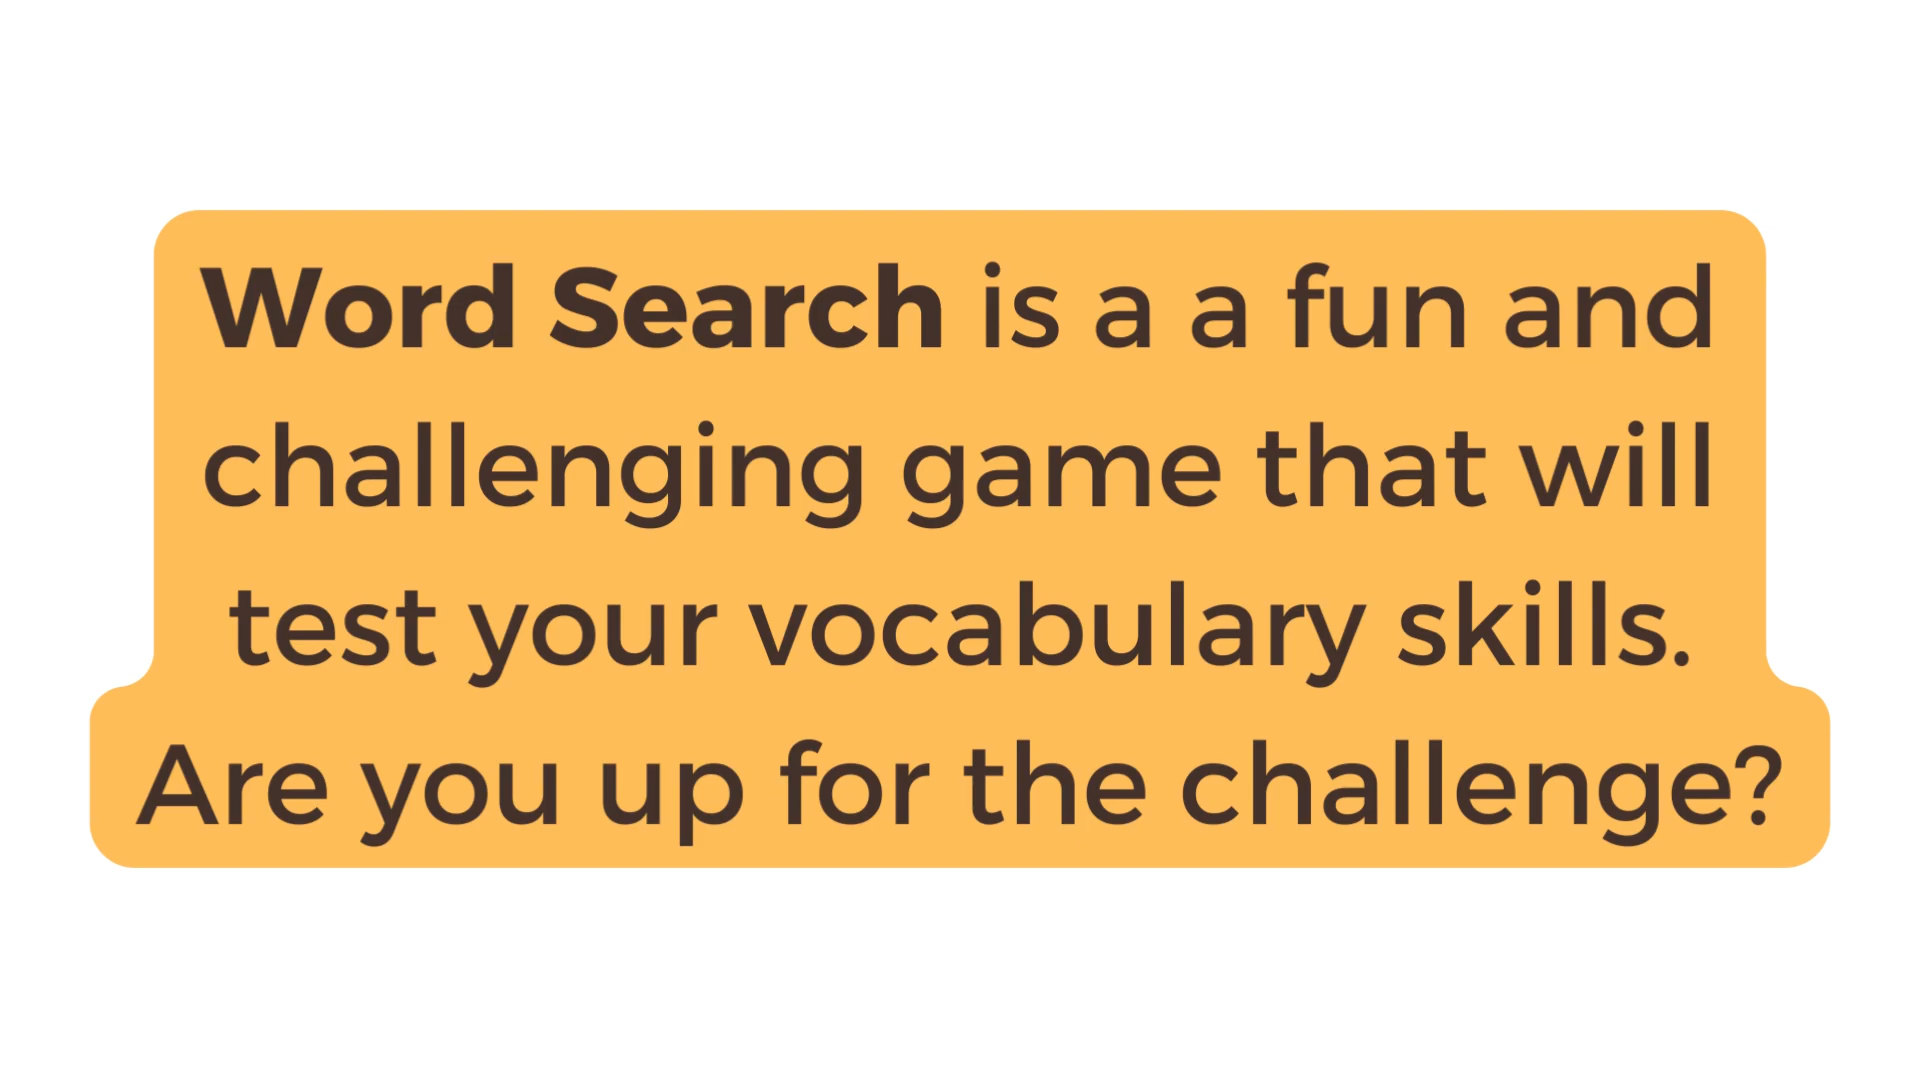 Word Search is a a fun and
challenging game that will
test your vocabulary skills.
Are you up for the challenge?